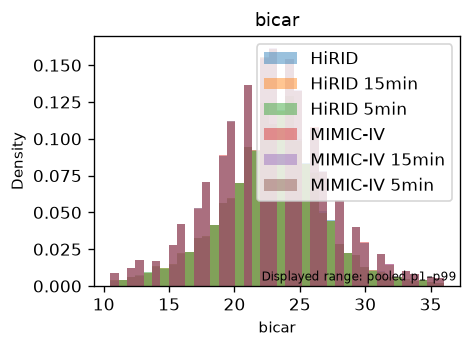 bicar
0.150
0.125
0.100
0.075
0.050
0.025
0.000
Density
HiRID
HiRID 15min
HiRID 5min
MIMIC-IV
MIMIC-IV 15min
MIMIC-IV 5min
Displayed range: pooled p1–p99
10
15
20
25
30
35
bicar